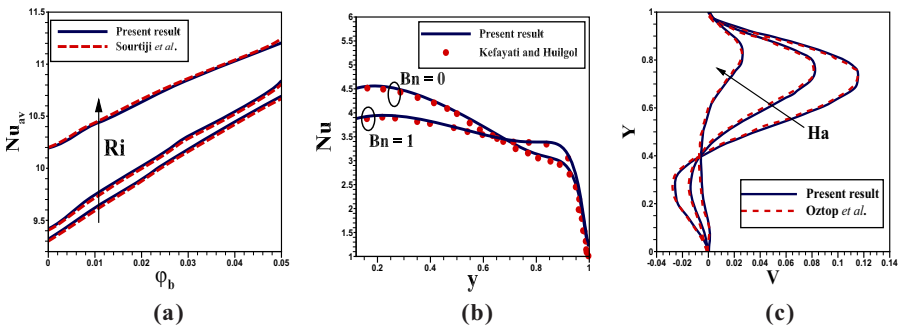 11.5
11
10.5
10
9.5
Nu_av
Present result
Sourtiji et al.
Ri
0
0.01
0.02
0.03
0.04
0.05
φ_b
(a)
5
4.5
4
3.5
3
2.5
2
1.5
1
Nu
Present result
Kefayati and Huilgol
Bn = 0
Bn = 1
0.2
0.4
0.6
0.8
1
y
(b)
1
0.8
0.6
0.4
0.2
0
Y
Ha
Present result
Oztop et al.
-0.04
-0.02
0
0.02
0.04
0.06
0.08
0.1
0.12
0.14
V
(c)